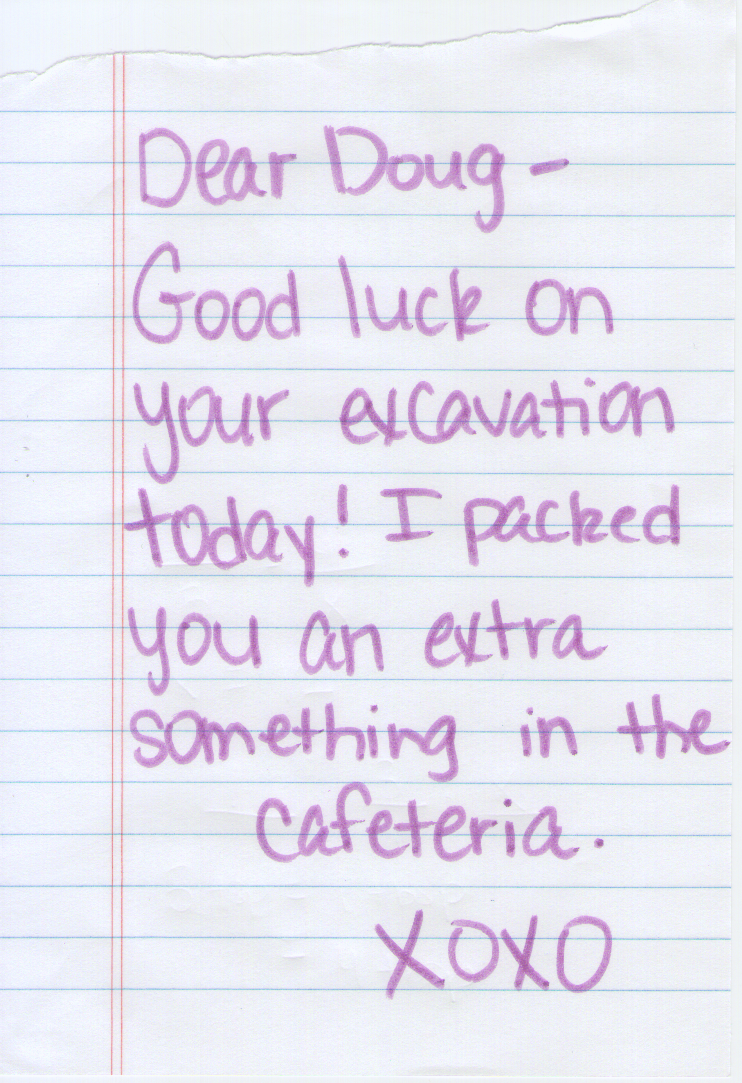 Dear Doug -
Good luck on
your excavation
today! I packed
you an extra
something in the
cafeteria.
XOXO